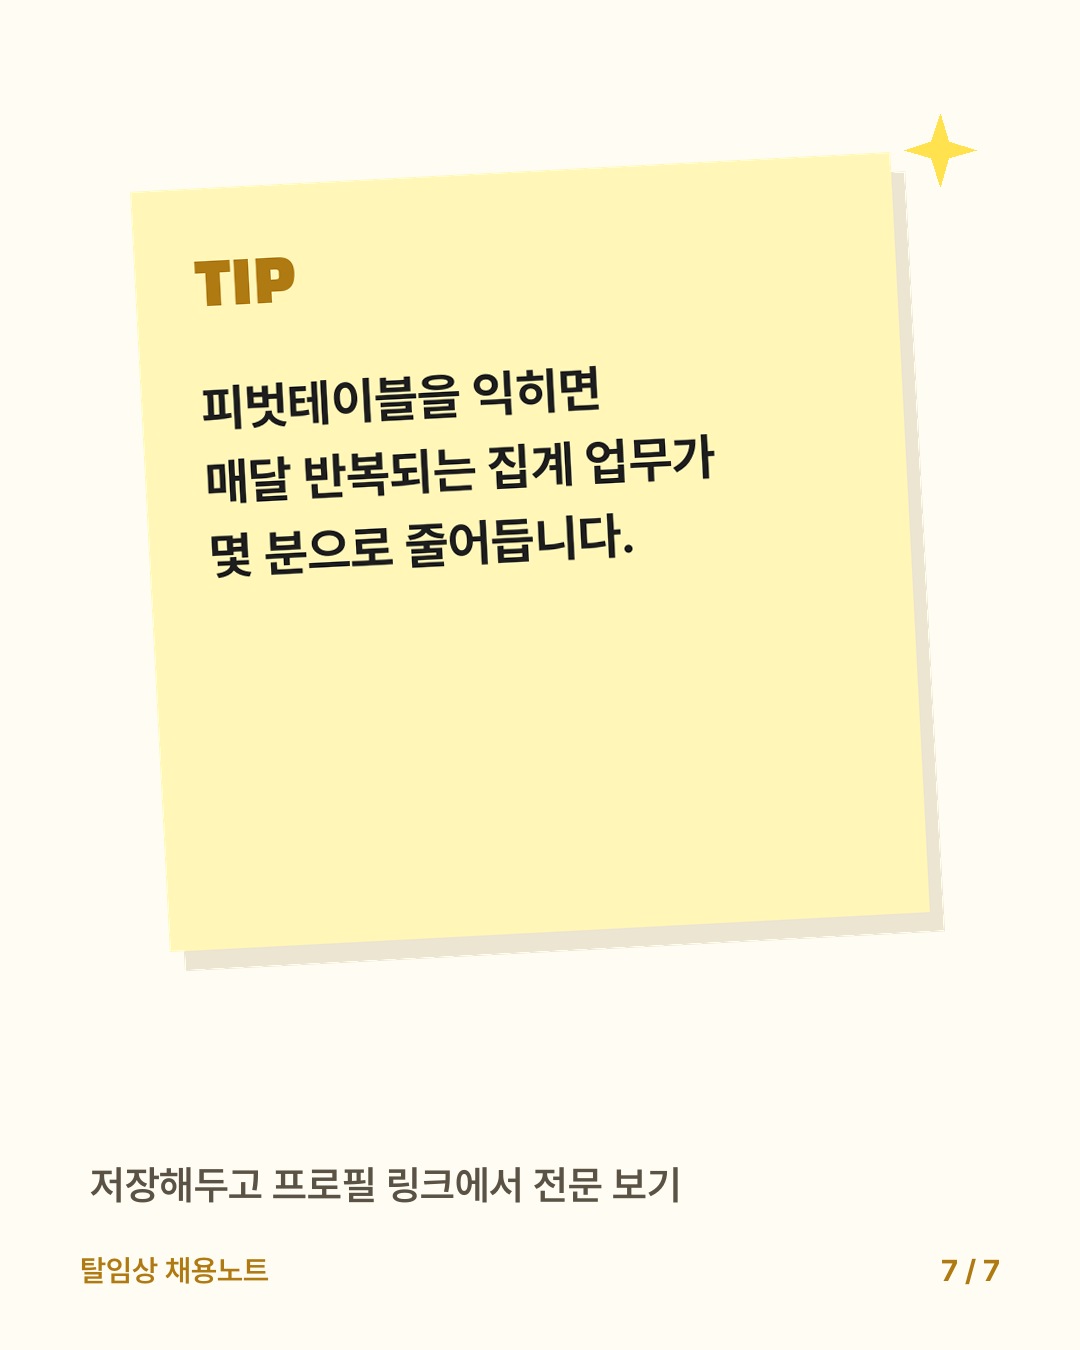 TIP
피벗테이블을 익히면
매달 반복되는 집계 업무가
몇 분으로 줄어듭니다.
저장해두고 프로필 링크에서 전문 보기
탈임상 채용노트
7 / 7